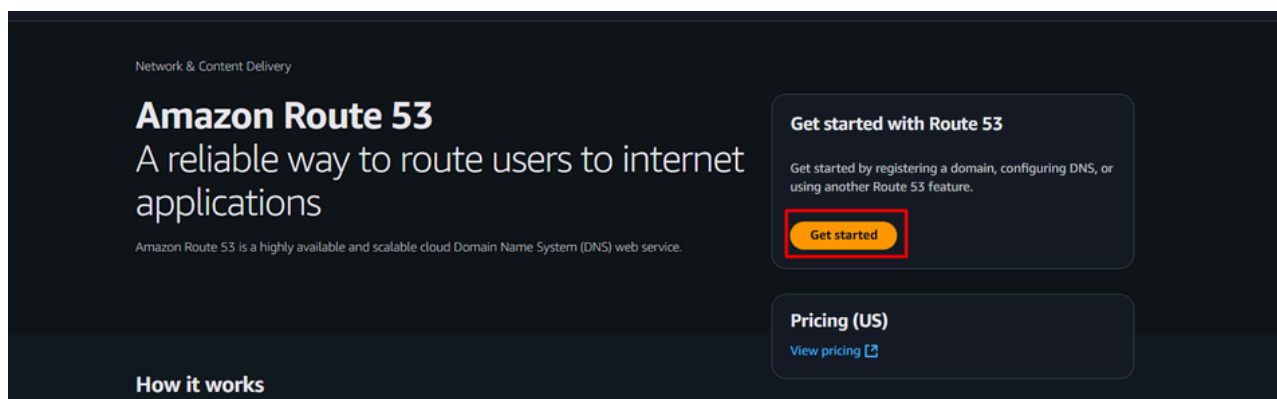 Network & Content Delivery
Amazon Route 53
A reliable way to route users to internet
applications
Amazon Route 53 is a highly available and scalable cloud Domain Name System (DNS) web service.
Get started with Route 53
Get started by registering a domain, configuring DNS, or
using another Route 53 feature.
Get started
Pricing (US)
View pricing
How it works